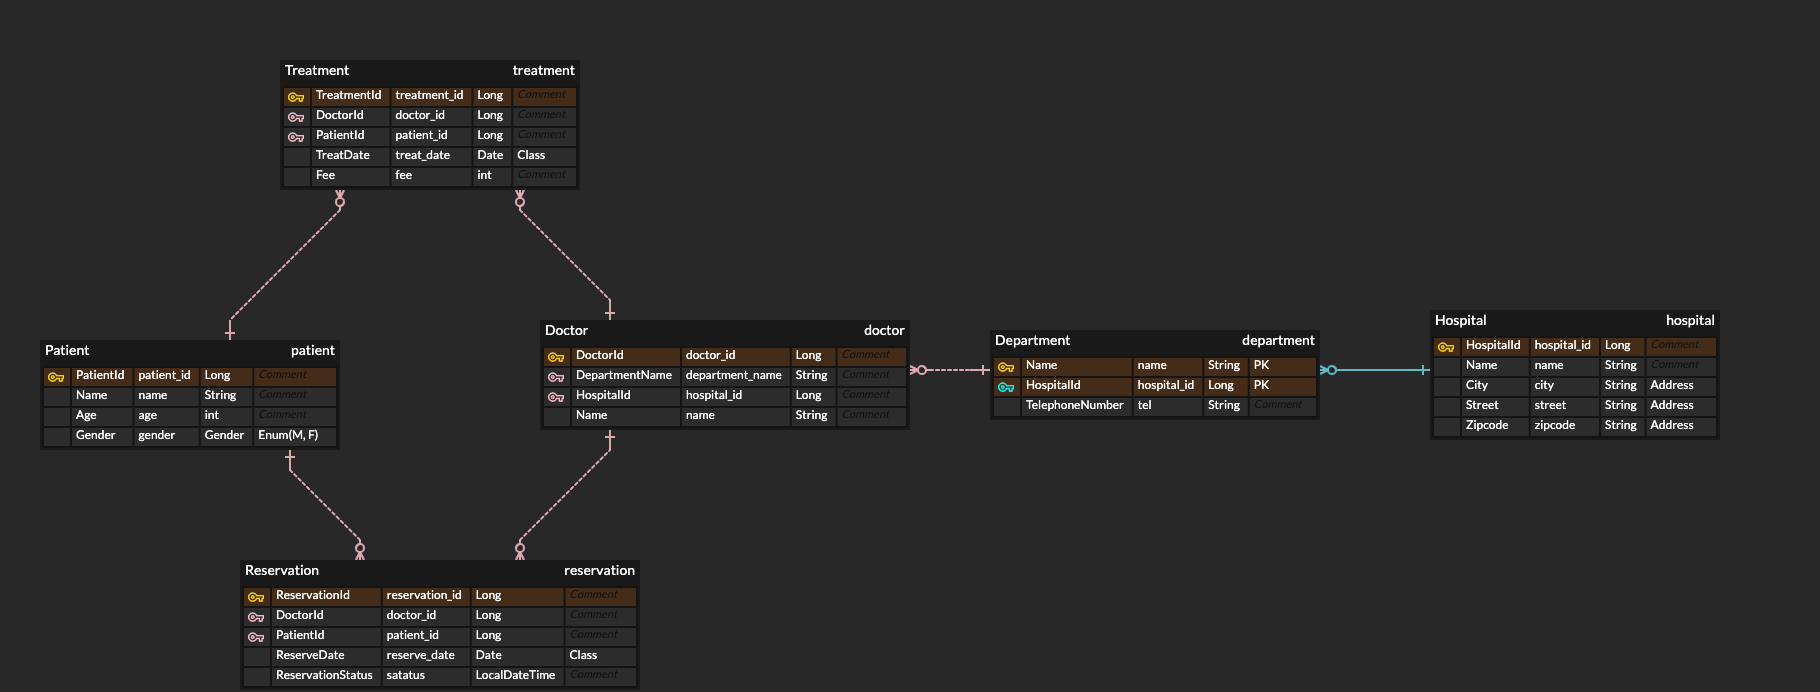 Treatment treatment
TreatmentId treatment_id Long Comment
DoctorId doctor_id Long Comment
PatientId patient_id Long Comment
TreatDate treat_date Date Class
Fee fee int Comment
Hospital hospital
HospitalId hospital_id Long Comment
Name name String Comment
City city String Address
Street street String Address
Zipcode zipcode String Address
Doctor doctor
DoctorId doctor_id Long Comment
DepartmentName department_name String Comment
HospitalId hospital_id Long Comment
Name name String Comment
Department department
Name name String PK
HospitalId hospital_id Long PK
TelephoneNumber tel String Comment
Patient patient
PatientId patient_id Long Comment
Name name String Comment
Age age int Comment
Gender gender Gender Enum(M, F)
Reservation reservation
ReservationId reservation_id Long Comment
DoctorId doctor_id Long Comment
PatientId patient_id Long Comment
ReserveDate reserve_date Date Class
ReservationStatus satatus LocalDateTime Comment